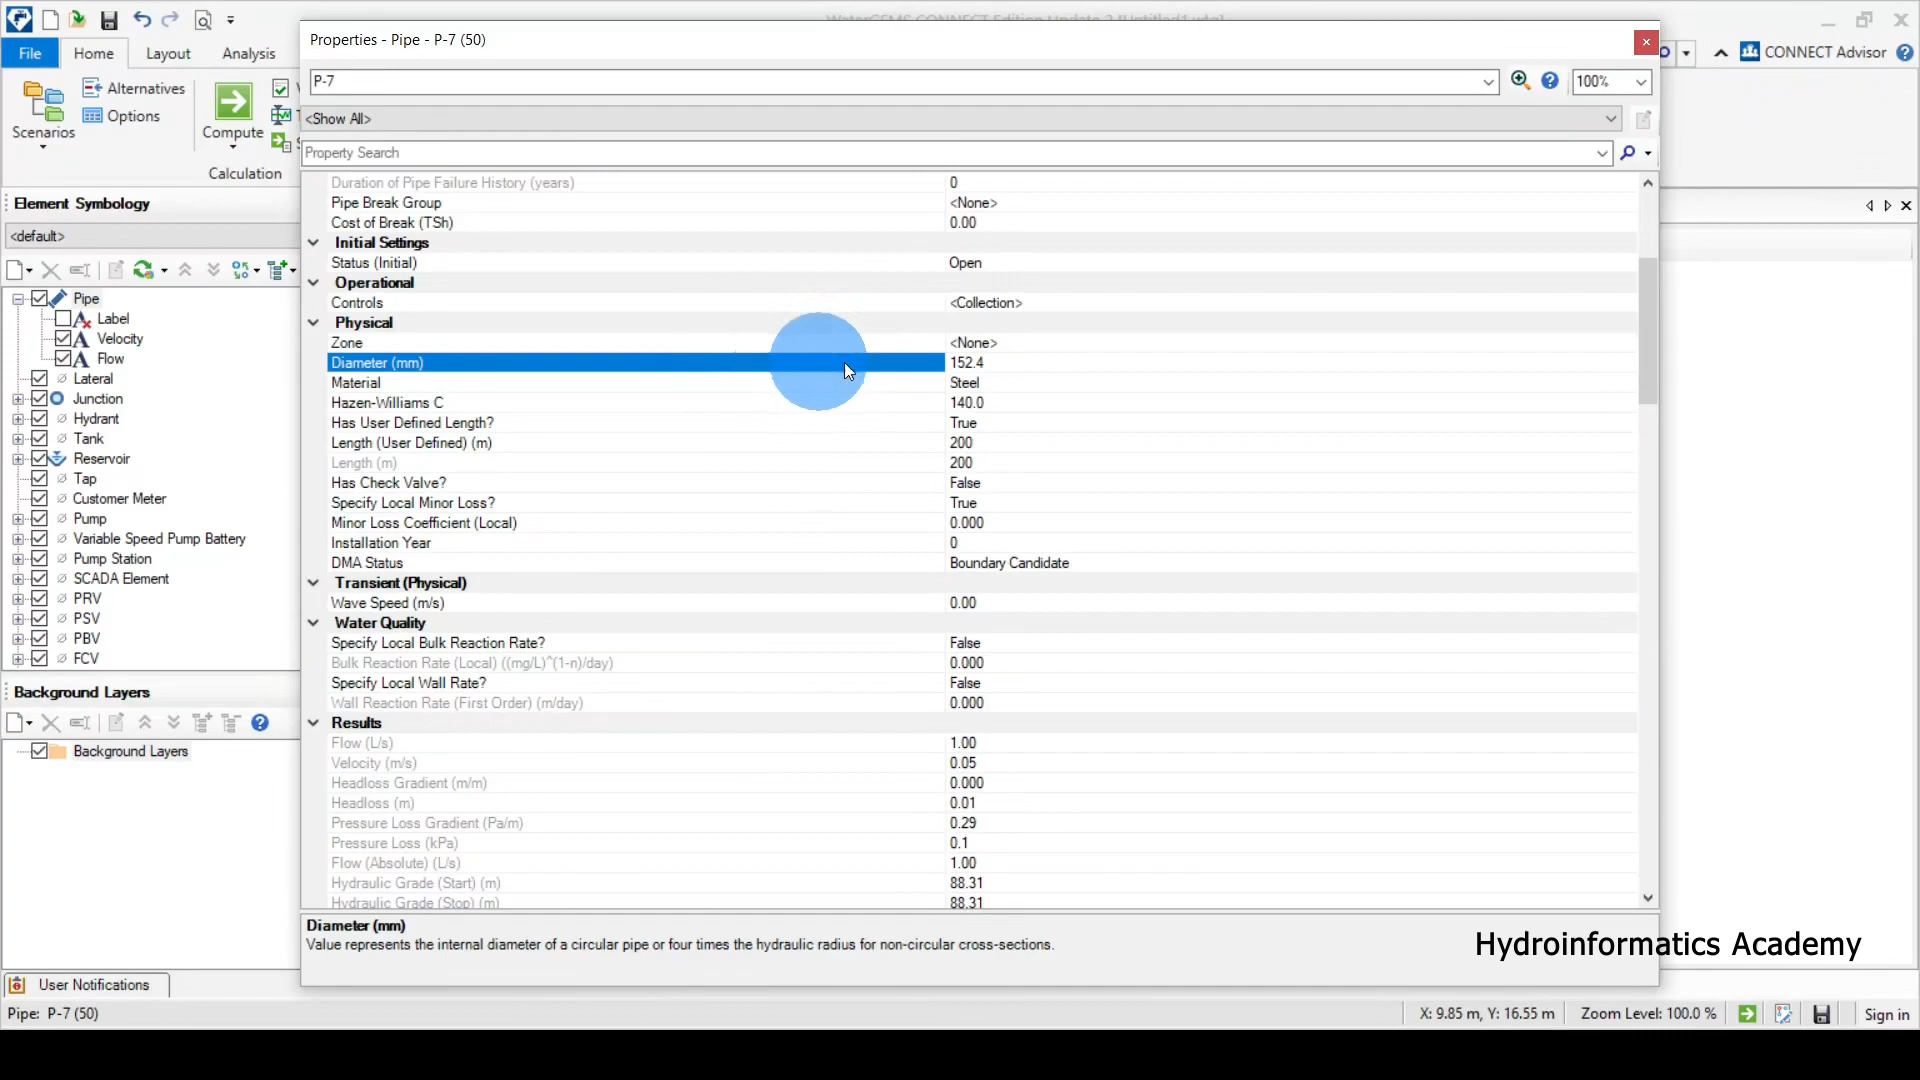 WaterGEMS CONNECT Edition Update 2 [Untitled1.wtg]
Properties - Pipe - P-7 (50)
File
Home
Layout
Analysis
CONNECT Advisor
P-7
100%
Scenarios
Alternatives
Options
Compute
Calculation
<Show All>
Property Search
Element Symbology
<default>
Pipe
Label
Velocity
Flow
Lateral
Junction
Hydrant
Tank
Reservoir
Tap
Customer Meter
Pump
Variable Speed Pump Battery
Pump Station
SCADA Element
PRV
PSV
PBV
FCV
Background Layers
Background Layers
Duration of Pipe Failure History (years) 0
Pipe Break Group <None>
Cost of Break (TSh) 0.00
Initial Settings
Status (Initial) Open
Operational
Controls <Collection>
Physical
Zone <None>
Diameter (mm) 152.4
Material Steel
Hazen-Williams C 140.0
Has User Defined Length? True
Length (User Defined) (m) 200
Length (m) 200
Has Check Valve? False
Specify Local Minor Loss? True
Minor Loss Coefficient (Local) 0.000
Installation Year 0
DMA Status Boundary Candidate
Transient (Physical)
Wave Speed (m/s) 0.00
Water Quality
Specify Local Bulk Reaction Rate? False
Bulk Reaction Rate (Local) ((mg/L)^(1-n)/day) 0.000
Specify Local Wall Rate? False
Wall Reaction Rate (First Order) (m/day) 0.000
Results
Flow (L/s) 1.00
Velocity (m/s) 0.05
Headloss Gradient (m/m) 0.000
Headloss (m) 0.01
Pressure Loss Gradient (Pa/m) 0.29
Pressure Loss (kPa) 0.1
Flow (Absolute) (L/s) 1.00
Hydraulic Grade (Start) (m) 88.31
Hydraulic Grade (Stop) (m) 88.31
Diameter (mm)
Value represents the internal diameter of a circular pipe or four times the hydraulic radius for non-circular cross-sections.
Hydroinformatics Academy
User Notifications
Pipe: P-7 (50)
X: 9.85 m, Y: 16.55 m
Zoom Level: 100.0 %
Sign in